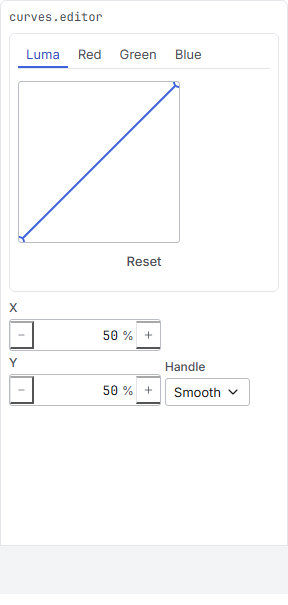 curves.editor
Luma Red Green Blue
Reset
X
− 50 % +
Y
Handle
− 50 % +
Smooth